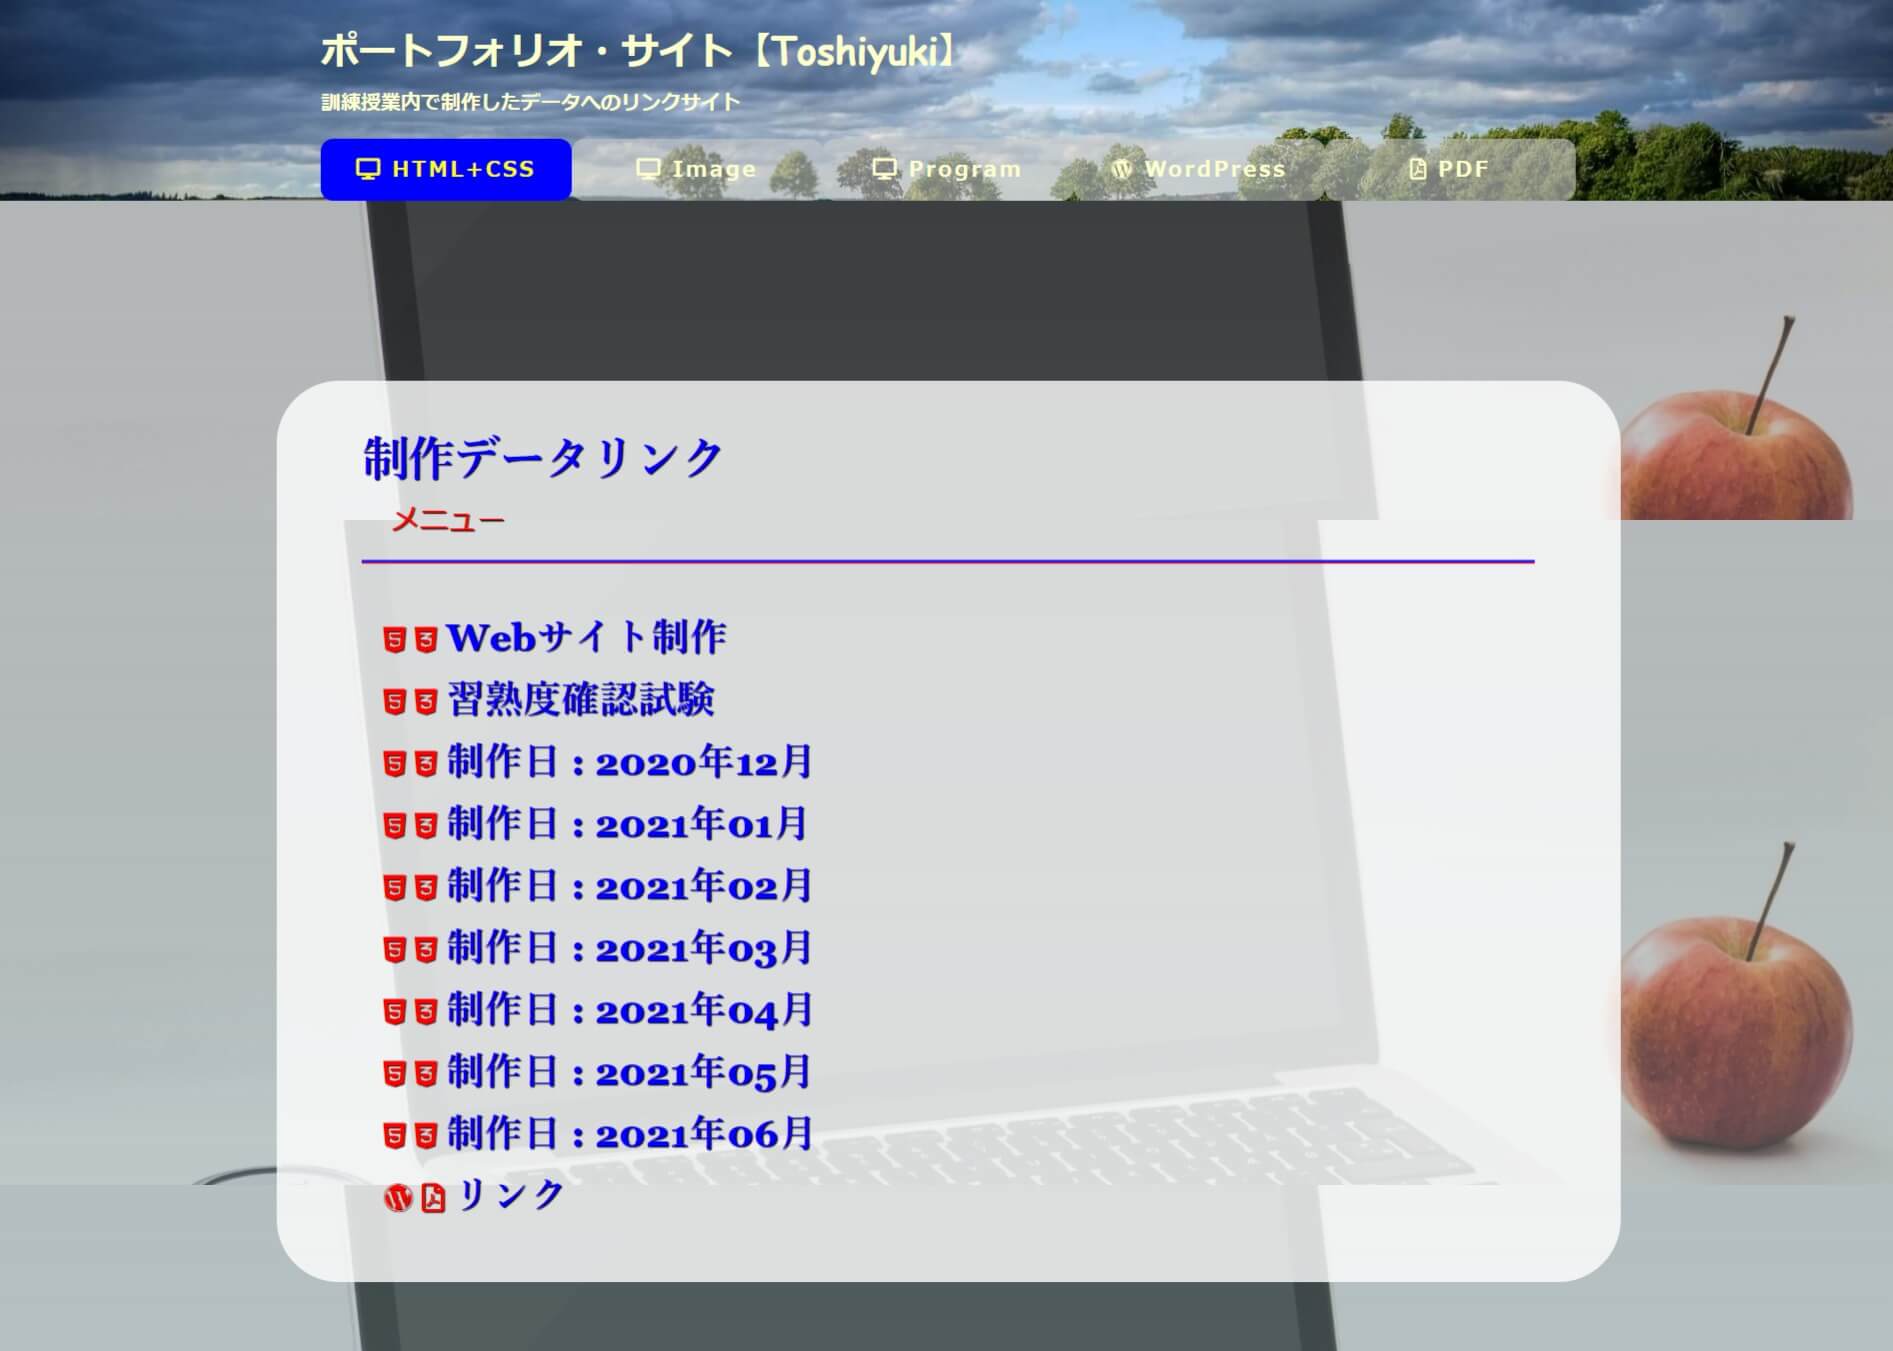 ポートフォリオ・サイト【Toshiyuki】
訓練授業内で制作したデータへのリンクサイト
HTML+CSS
Image
Program
WordPress
PDF
制作データリンク
メニュー
Webサイト制作
習熟度確認試験
制作日 : 2020年12月
制作日 : 2021年01月
制作日 : 2021年02月
制作日 : 2021年03月
制作日 : 2021年04月
制作日 : 2021年05月
制作日 : 2021年06月
リンク